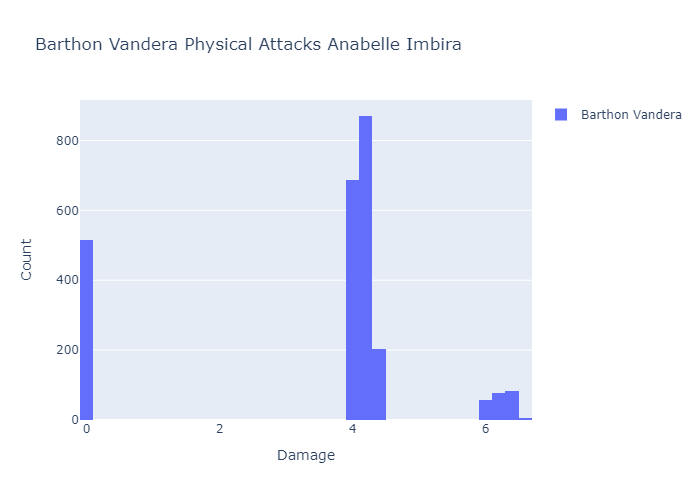 Barthon Vandera Physical Attacks Anabelle Imbira
Barthon Vandera
800
600
400
200
0
Count
0 2 4 6
Damage